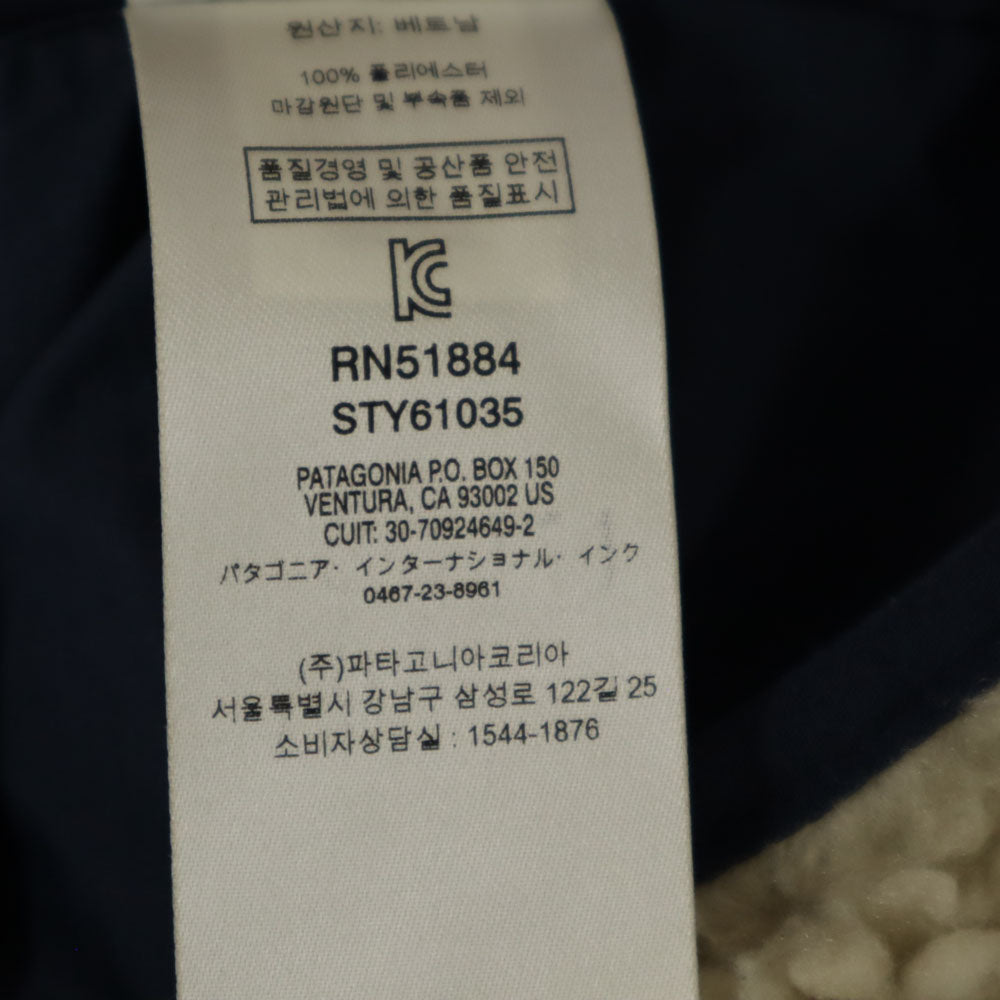 원산지: 베트남
100% 폴리에스터
마감원단 및 부속품 제외
품질경영 및 공산품 안전
관리법에 의한 품질표시
KC
RN51884
STY61035
PATAGONIA P.O. BOX 150
VENTURA, CA 93002 US
CUIT: 30-70924649-2
パタゴニア・インターナショナル・インク
0467-23-8961
(주)파타고니아코리아
서울특별시 강남구 삼성로 122길 25
소비자상담실 : 1544-1876